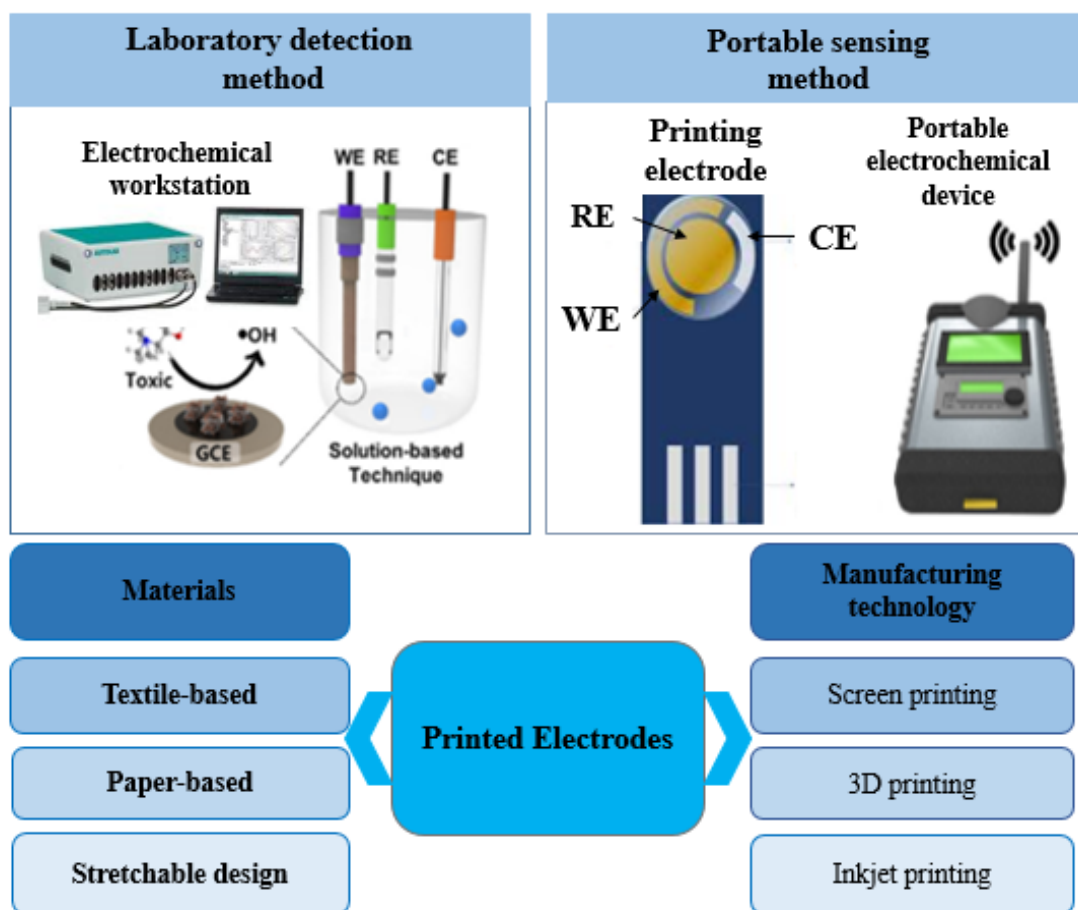 Laboratory detection
method
Portable sensing
method
Electrochemical
workstation
WE RE CE
•OH
Toxic
GCE
Solution-based
Technique
Printing
electrode
RE
CE
WE
Portable
electrochemical
device
Materials
Textile-based
Paper-based
Stretchable design
Printed Electrodes
Manufacturing
technology
Screen printing
3D printing
Inkjet printing